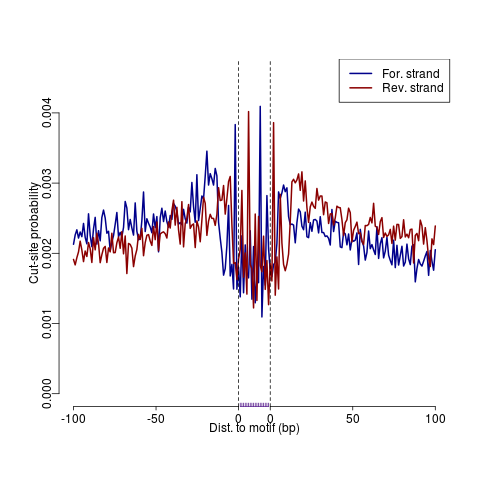 For. strand
Rev. strand
Cut-site probability
0.004
0.003
0.002
0.001
0.000
-100 -50 0 0 50 100
Dist. to motif (bp)